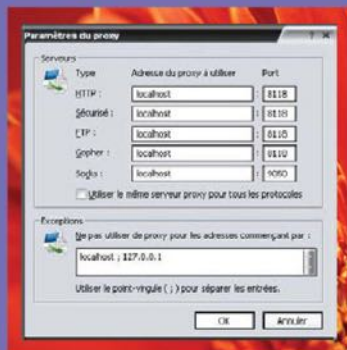 Paramètres du proxy
Serveurs
Type Adresse du proxy à utiliser Port
HTTP : localhost : 8118
Sécurisé : localhost : 8118
FTP : localhost : 8118
Gopher : localhost : 8118
Socks : localhost : 9050
Utiliser le même serveur proxy pour tous les protocoles
Exceptions
Ne pas utiliser de proxy pour les adresses commençant par :
localhost ; 127.0.0.1
Utiliser le point-virgule ( ; ) pour séparer les entrées.
OK Annuler